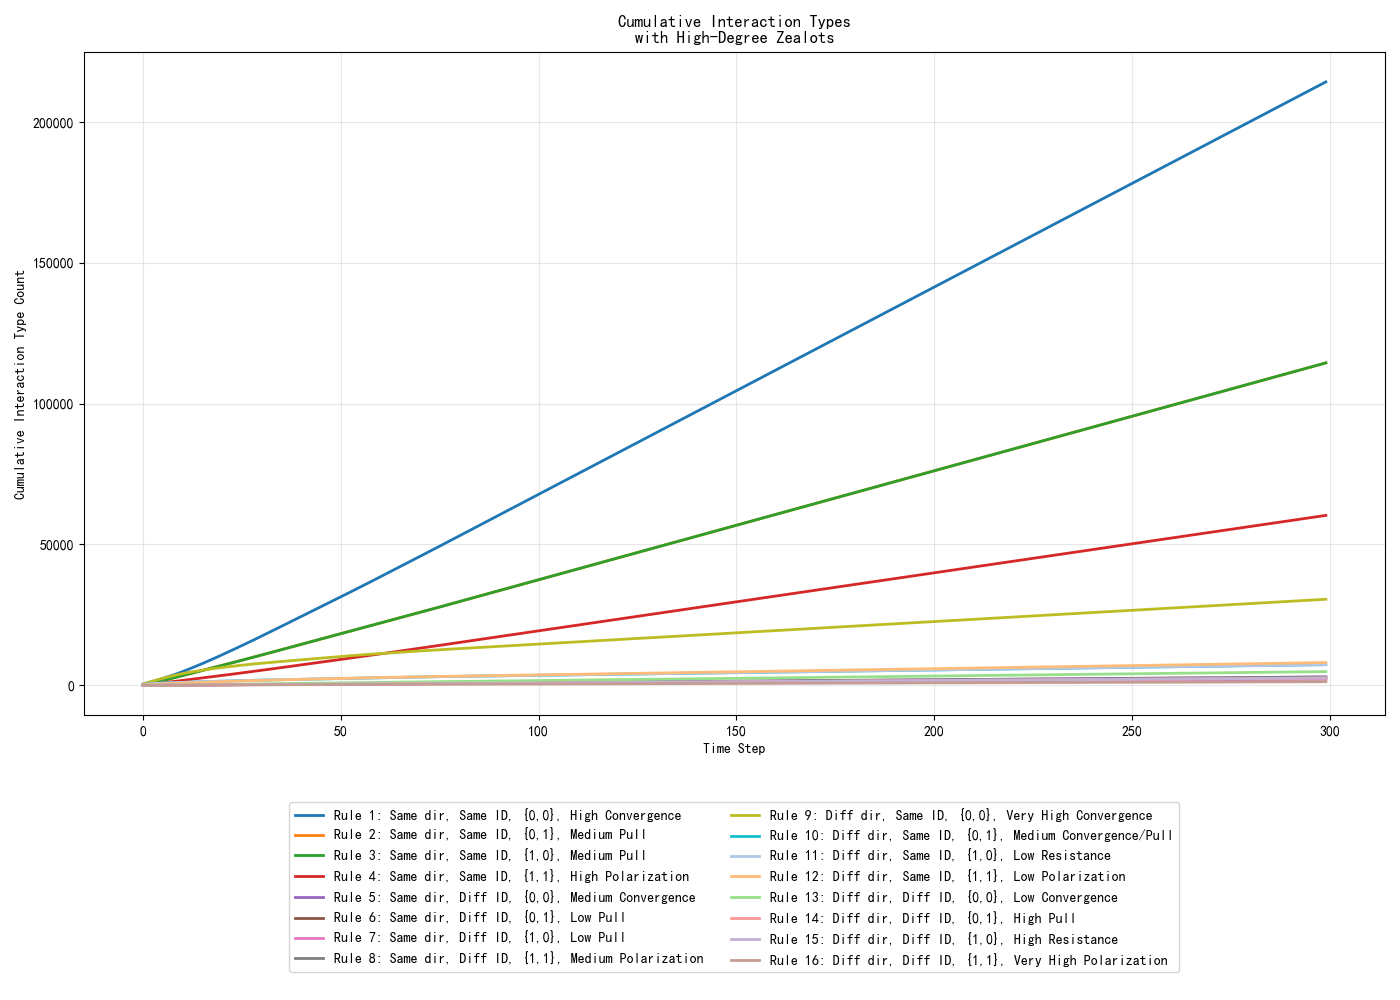 Cumulative Interaction Types
with High-Degree Zealots
Cumulative Interaction Type Count
200000
150000
100000
50000
0
0
50
100
150
200
250
300
Time Step
Rule 1: Same dir, Same ID, {0,0}, High Convergence
Rule 2: Same dir, Same ID, {0,1}, Medium Pull
Rule 3: Same dir, Same ID, {1,0}, Medium Pull
Rule 4: Same dir, Same ID, {1,1}, High Polarization
Rule 5: Same dir, Diff ID, {0,0}, Medium Convergence
Rule 6: Same dir, Diff ID, {0,1}, Low Pull
Rule 7: Same dir, Diff ID, {1,0}, Low Pull
Rule 8: Same dir, Diff ID, {1,1}, Medium Polarization
Rule 9: Diff dir, Same ID, {0,0}, Very High Convergence
Rule 10: Diff dir, Same ID, {0,1}, Medium Convergence/Pull
Rule 11: Diff dir, Same ID, {1,0}, Low Resistance
Rule 12: Diff dir, Same ID, {1,1}, Low Polarization
Rule 13: Diff dir, Diff ID, {0,0}, Low Convergence
Rule 14: Diff dir, Diff ID, {0,1}, High Pull
Rule 15: Diff dir, Diff ID, {1,0}, High Resistance
Rule 16: Diff dir, Diff ID, {1,1}, Very High Polarization